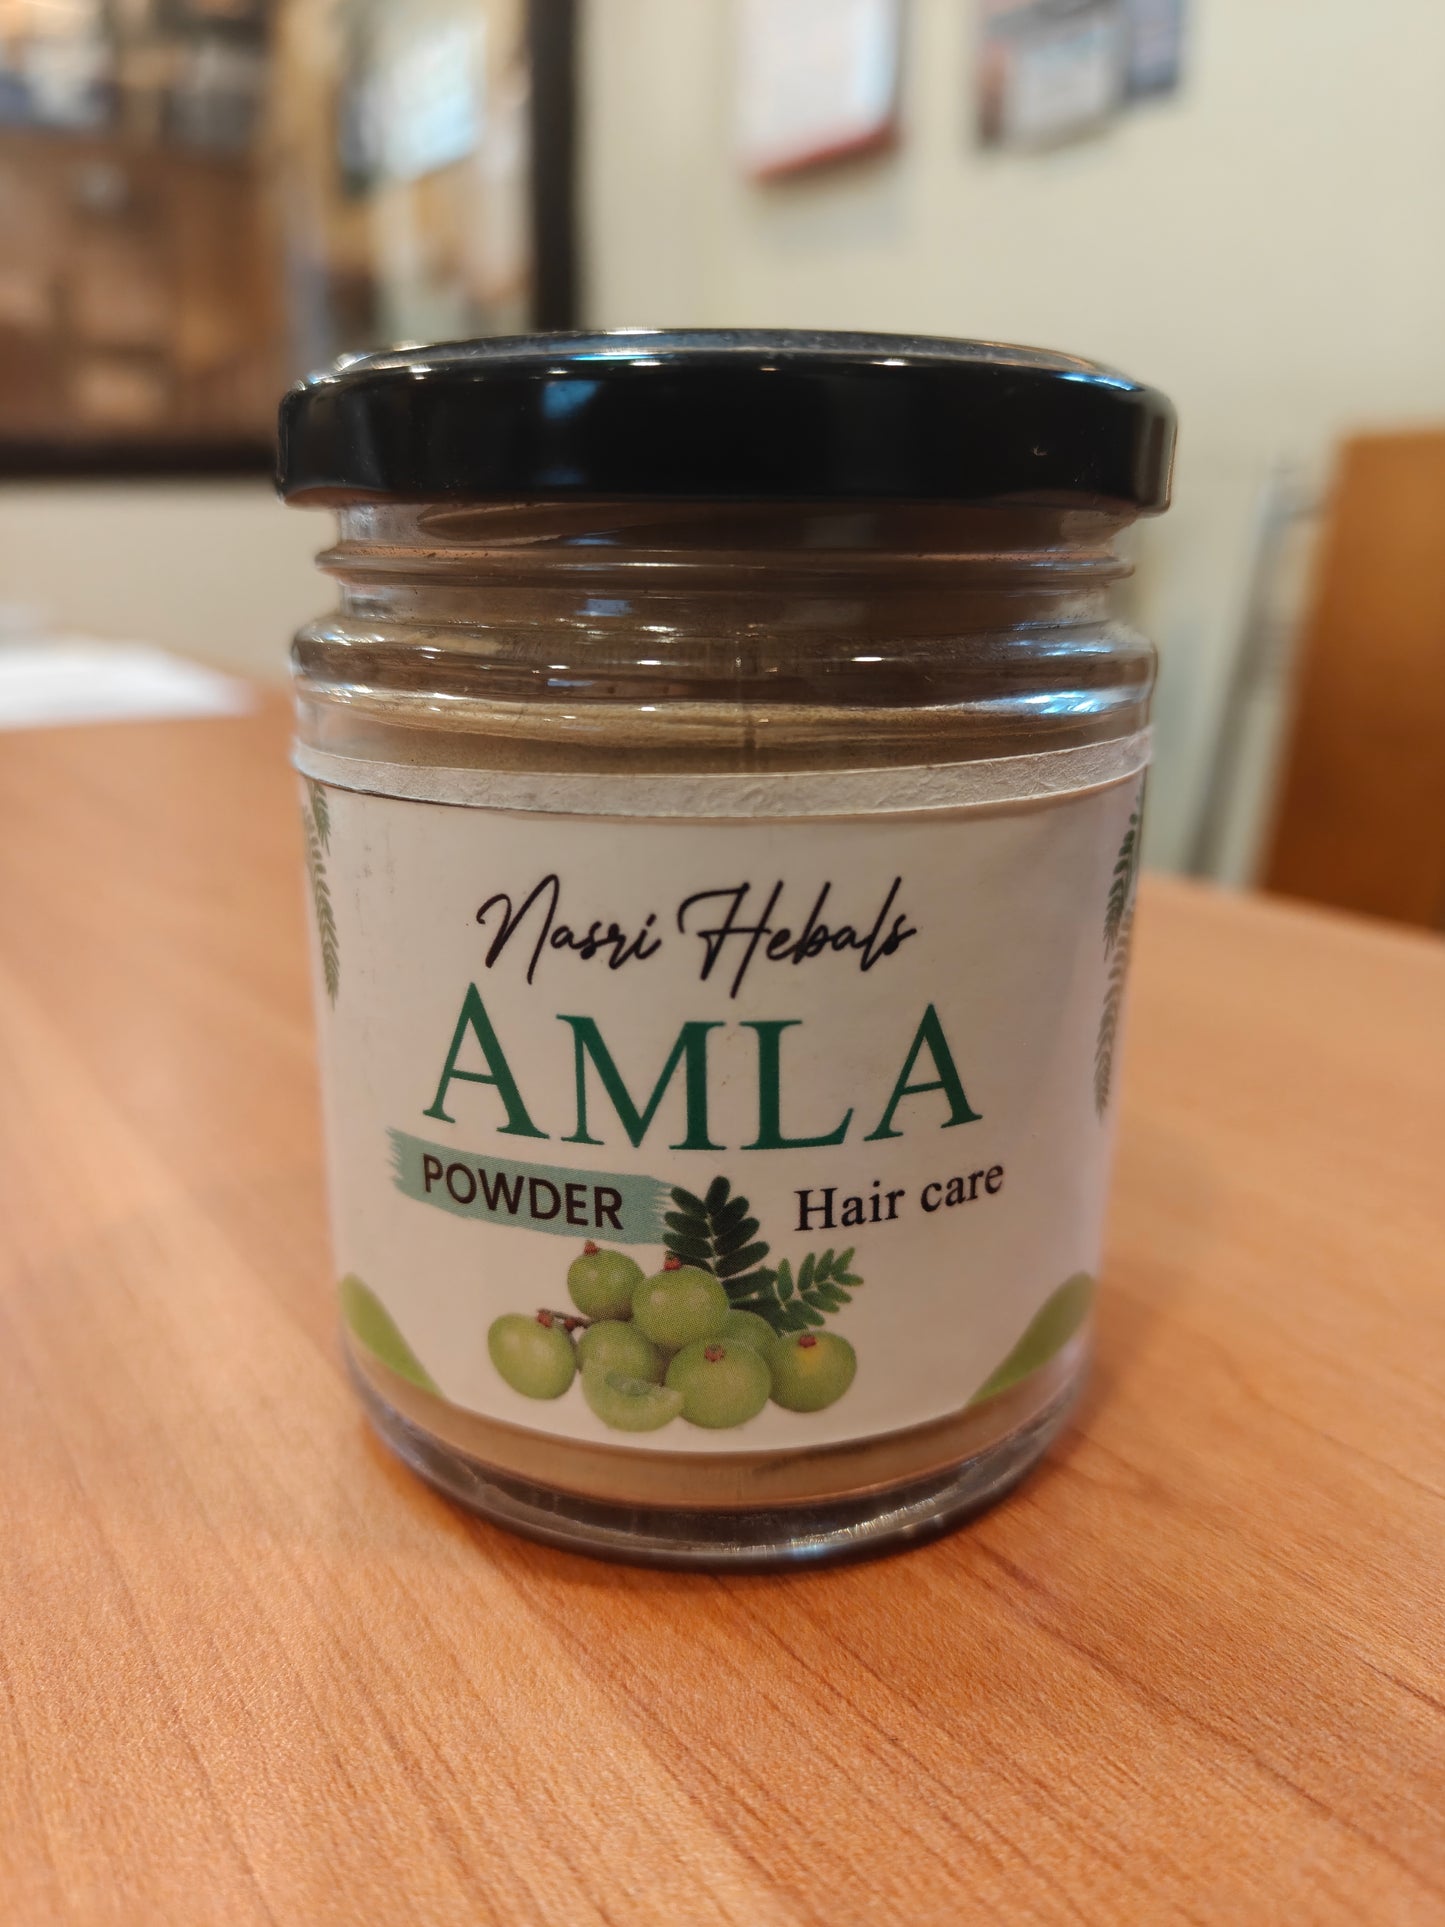 Nasri Hebals
AMLA
POWDER
Hair care